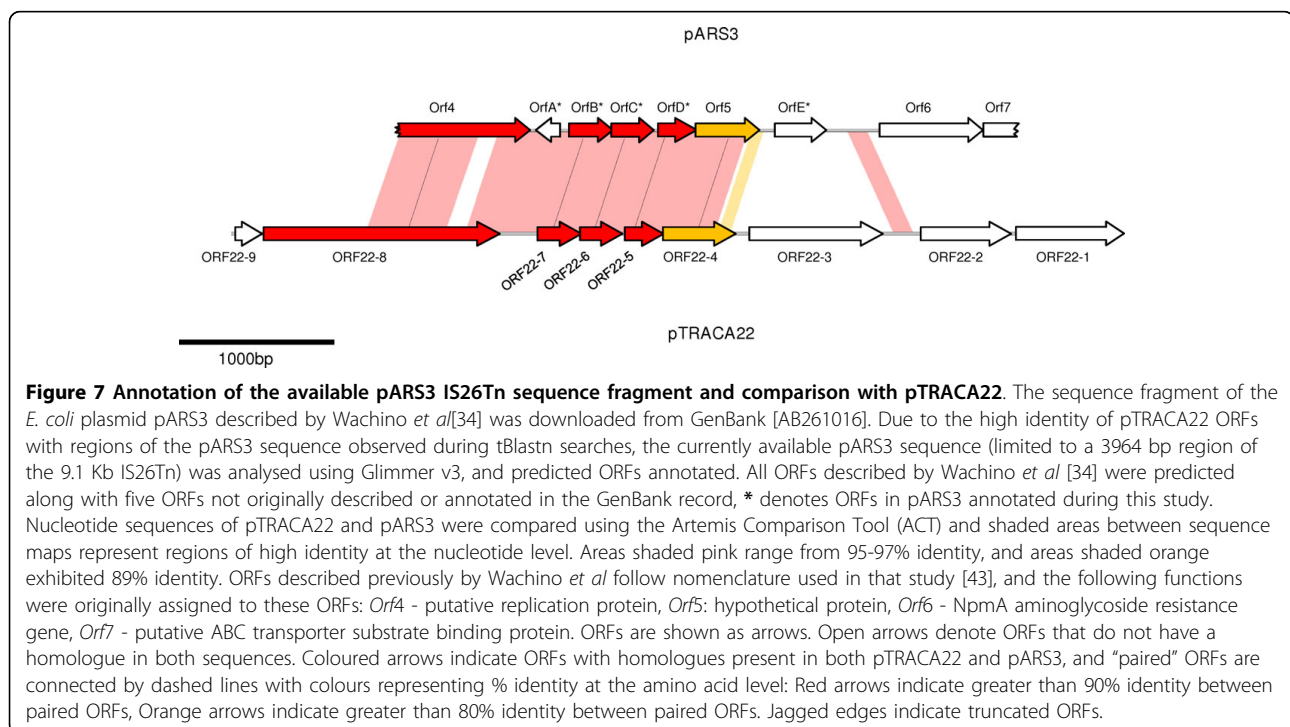 pARS3
Orf4 OrfA* OrfB* OrfC* OrfD* Orf5 OrfE* Orf6 Orf7
ORF22-9 ORF22-8 ORF22-7 ORF22-6 ORF22-5 ORF22-4 ORF22-3 ORF22-2 ORF22-1
pTRACA22
1000bp
Figure 7 Annotation of the available pARS3 IS26Tn sequence fragment and comparison with pTRACA22. The sequence fragment of the
E. coli plasmid pARS3 described by Wachino et al[34] was downloaded from GenBank [AB261016]. Due to the high identity of pTRACA22 ORFs
with regions of the pARS3 sequence observed during tBlastn searches, the currently available pARS3 sequence (limited to a 3964 bp region of
the 9.1 Kb IS26Tn) was analysed using Glimmer v3, and predicted ORFs annotated. All ORFs described by Wachino et al [34] were predicted
along with five ORFs not originally described or annotated in the GenBank record, * denotes ORFs in pARS3 annotated during this study.
Nucleotide sequences of pTRACA22 and pARS3 were compared using the Artemis Comparison Tool (ACT) and shaded areas between sequence
maps represent regions of high identity at the nucleotide level. Areas shaded pink range from 95-97% identity, and areas shaded orange
exhibited 89% identity. ORFs described previously by Wachino et al follow nomenclature used in that study [43], and the following functions
were originally assigned to these ORFs: Orf4 - putative replication protein, Orf5: hypothetical protein, Orf6 - NpmA aminoglycoside resistance
gene, Orf7 - putative ABC transporter substrate binding protein. ORFs are shown as arrows. Open arrows denote ORFs that do not have a
homologue in both sequences. Coloured arrows indicate ORFs with homologues present in both pTRACA22 and pARS3, and “paired” ORFs are
connected by dashed lines with colours representing % identity at the amino acid level: Red arrows indicate greater than 90% identity between
paired ORFs, Orange arrows indicate greater than 80% identity between paired ORFs. Jagged edges indicate truncated ORFs.